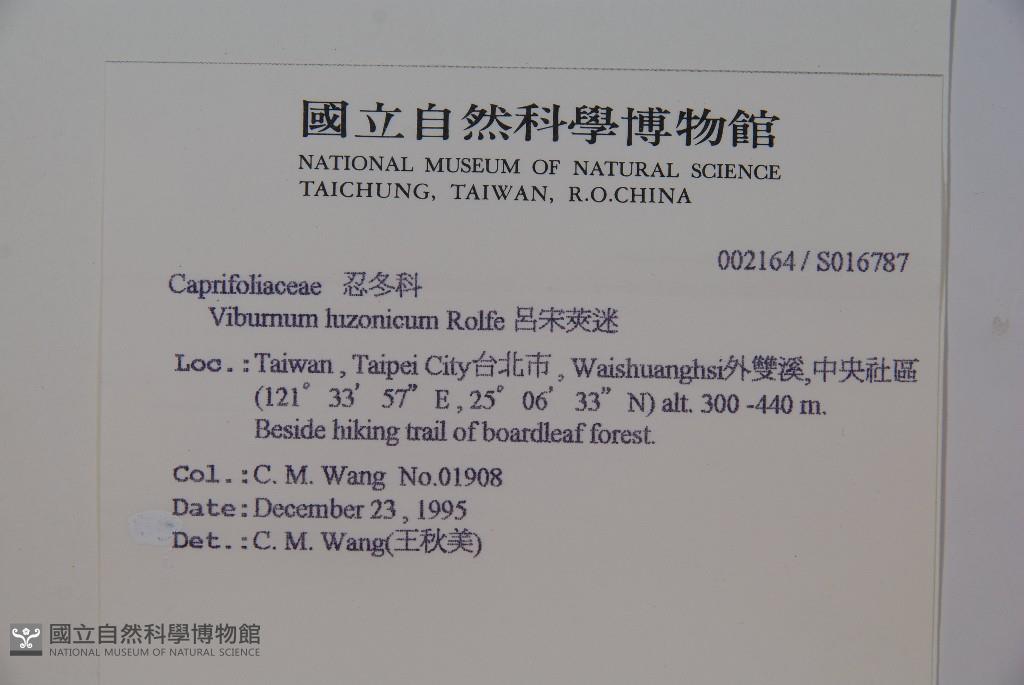 國立自然科學博物館
NATIONAL MUSEUM OF NATURAL SCIENCE
TAICHUNG, TAIWAN, R.O.CHINA
002164 / S016787
Caprifoliaceae 忍冬科
Viburnum luzonicum Rolfe 呂宋莢迷
Loc.:Taiwan , Taipei City台北市 , Waishuanghsi外雙溪,中央社區
(121° 33' 57” E , 25° 06' 33” N) alt. 300 -440 m.
Beside hiking trail of boardleaf forest.
Col.:C. M. Wang No.01908
Date:December 23 , 1995
Det.:C. M. Wang(王秋美)
國立自然科學博物館
NATIONAL MUSEUM OF NATURAL SCIENCE